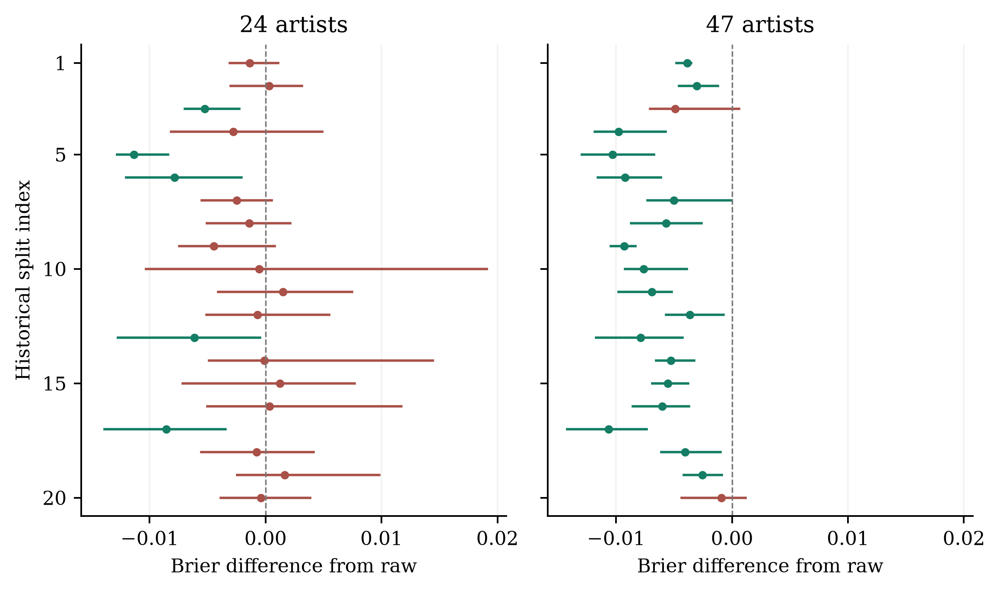 24 artists
47 artists
Historical split index
1
5
10
15
20
−0.01 0.00 0.01 0.02
−0.01 0.00 0.01 0.02
Brier difference from raw
Brier difference from raw